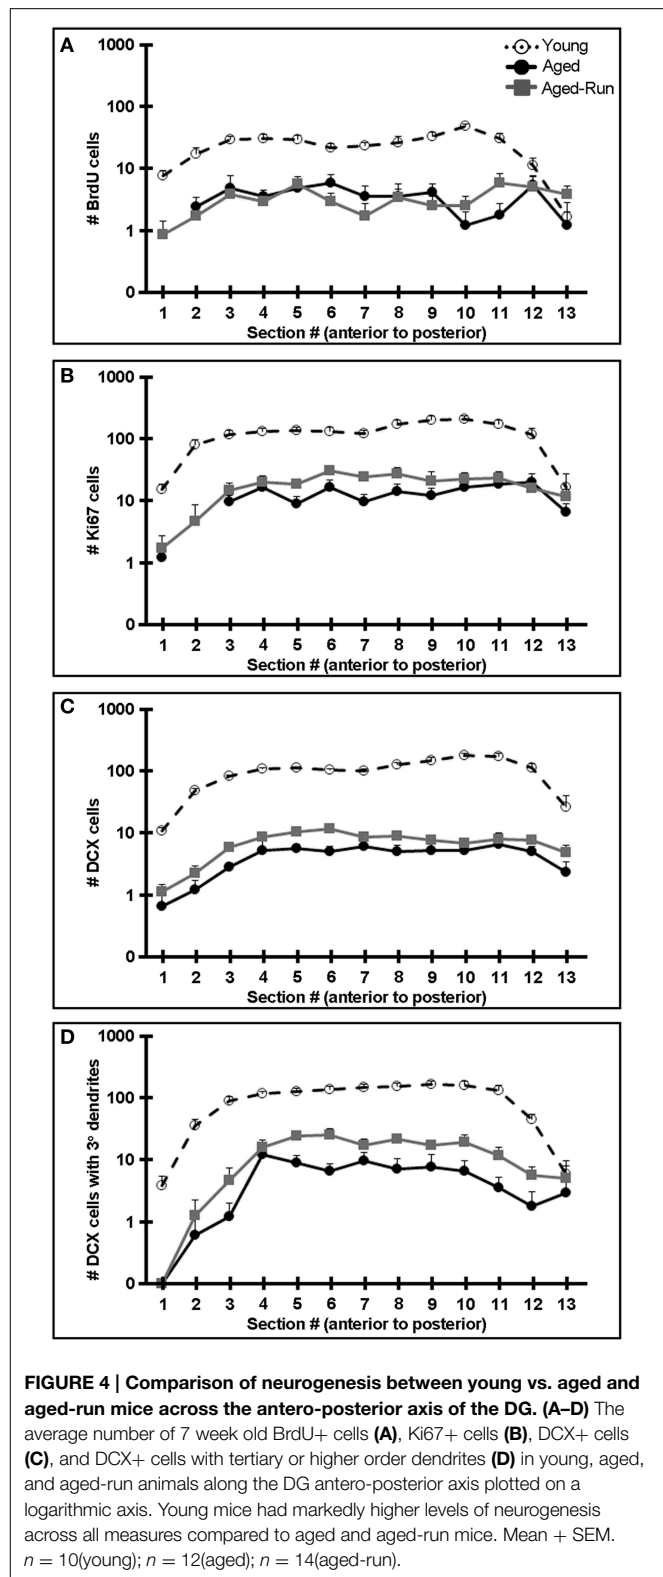 A
Young
Aged
Aged-Run
# BrdU cells
1000
100
10
1
0
1 2 3 4 5 6 7 8 9 10 11 12 13
Section # (anterior to posterior)
B
# Ki67 cells
1000
100
10
1
0
1 2 3 4 5 6 7 8 9 10 11 12 13
Section # (anterior to posterior)
C
# DCX cells
1000
100
10
1
0
1 2 3 4 5 6 7 8 9 10 11 12 13
Section # (anterior to posterior)
D
# DCX cells with 3° dendrites
1000
100
10
1
0
1 2 3 4 5 6 7 8 9 10 11 12 13
Section # (anterior to posterior)
FIGURE 4 | Comparison of neurogenesis between young vs. aged and
aged-run mice across the antero-posterior axis of the DG. (A–D) The
average number of 7 week old BrdU+ cells (A), Ki67+ cells (B), DCX+ cells
(C), and DCX+ cells with tertiary or higher order dendrites (D) in young, aged,
and aged-run animals along the DG antero-posterior axis plotted on a
logarithmic axis. Young mice had markedly higher levels of neurogenesis
across all measures compared to aged and aged-run mice. Mean + SEM.
n = 10(young); n = 12(aged); n = 14(aged-run).